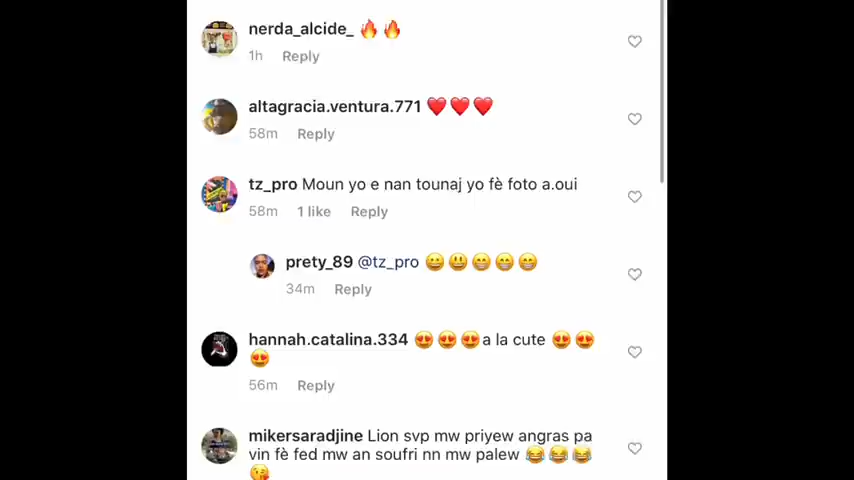 nerda_alcide_ 🔥🔥
1h Reply
altagracia.ventura.771 ❤️❤️❤️
58m Reply
tz_pro Moun yo e nan tounaj yo fè foto a.oui
58m 1 like Reply
prety_89 @tz_pro 😀😃😁😁😁
34m Reply
hannah.catalina.334 😍😍😍a la cute 😍😍
😍
56m Reply
mikersaradjine Lion svp mw priyew angras pa
vin fè fed mw an soufri nn mw palew 😂😂😂
😘